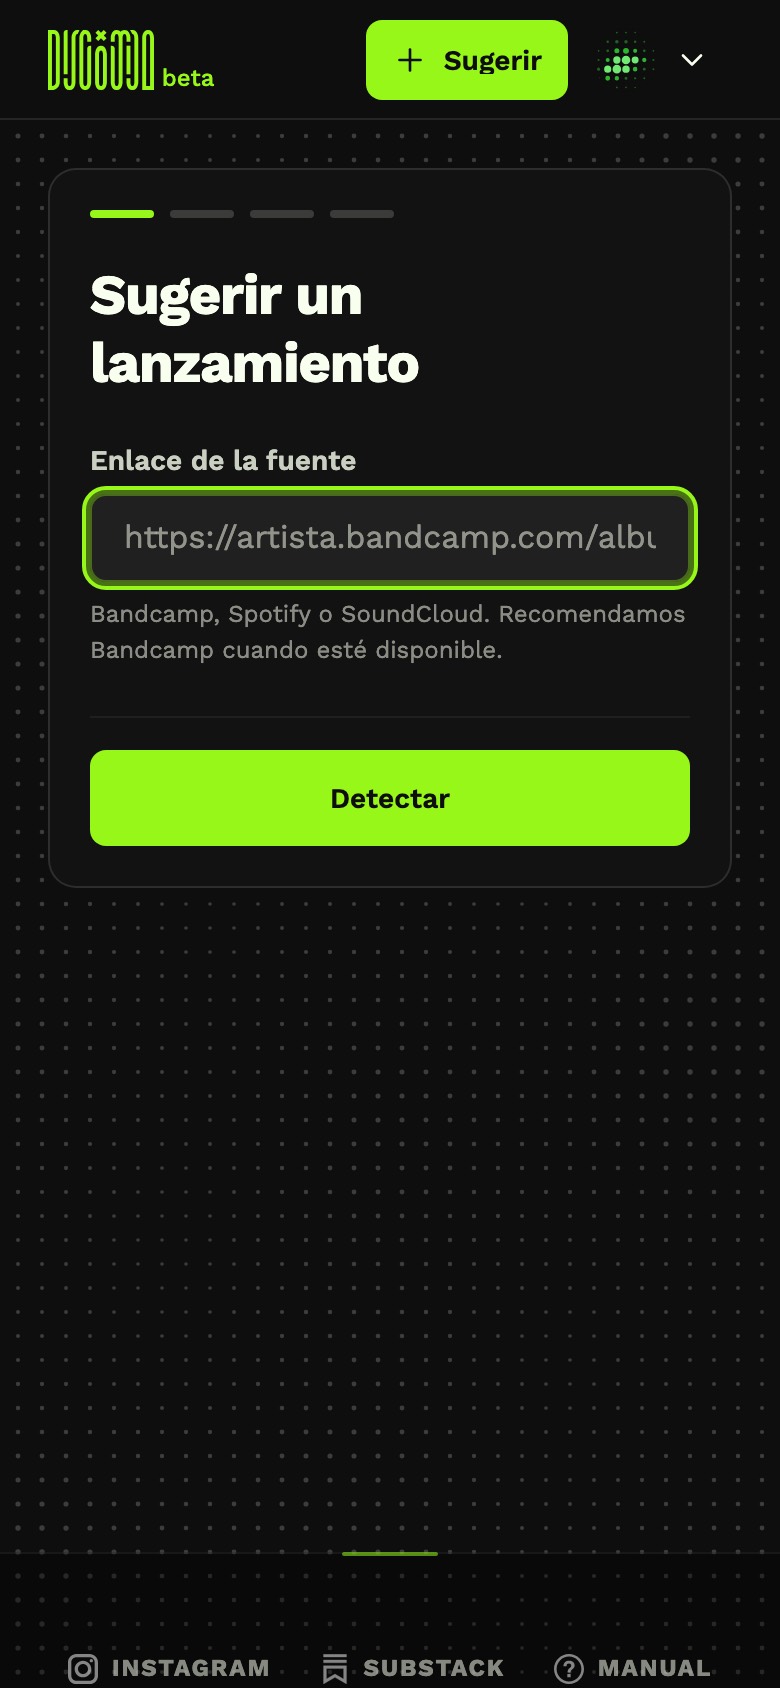 beta
Sugerir
Sugerir un
lanzamiento
Enlace de la fuente
https://artista.bandcamp.com/albu
Bandcamp, Spotify o SoundCloud. Recomendamos
Bandcamp cuando esté disponible.
Detectar
INSTAGRAM
SUBSTACK
MANUAL